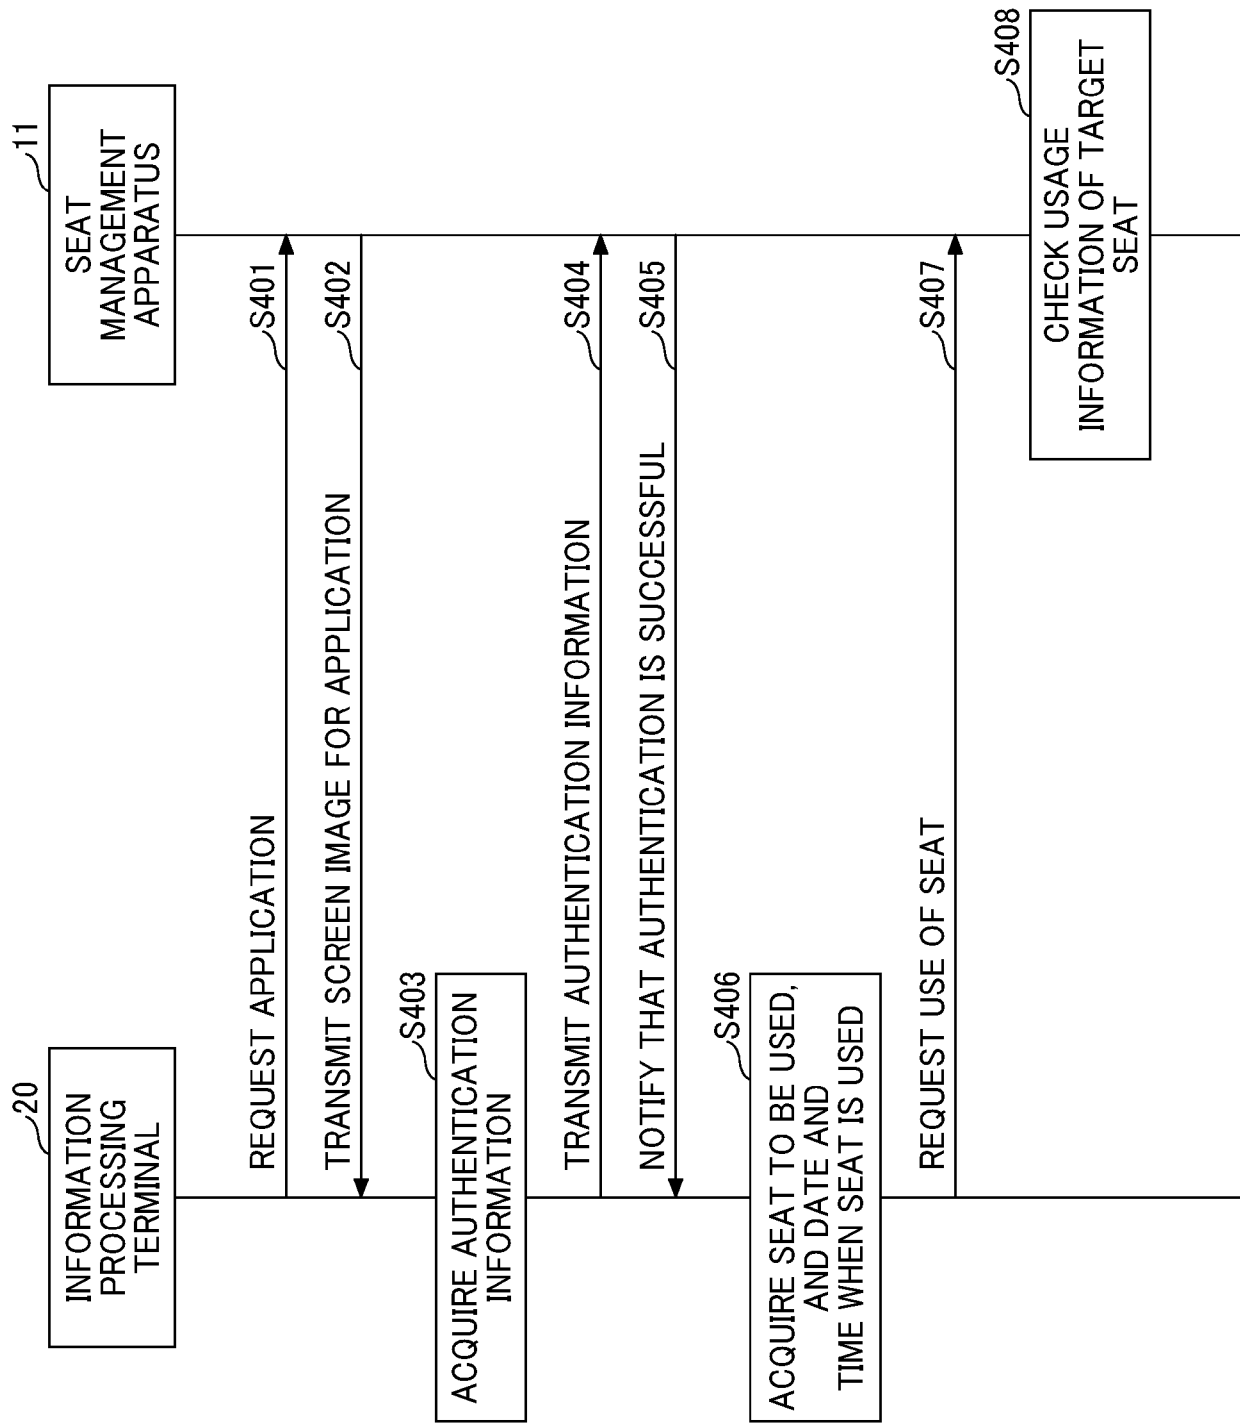 20
INFORMATION
PROCESSING
TERMINAL
11
SEAT
MANAGEMENT
APPARATUS
REQUEST APPLICATION
S401
TRANSMIT SCREEN IMAGE FOR APPLICATION
S402
S403
ACQUIRE AUTHENTICATION
INFORMATION
TRANSMIT AUTHENTICATION INFORMATION
S404
NOTIFY THAT AUTHENTICATION IS SUCCESSFUL
S405
S406
ACQUIRE SEAT TO BE USED,
AND DATE AND
TIME WHEN SEAT IS USED
REQUEST USE OF SEAT
S407
S408
CHECK USAGE
INFORMATION OF TARGET
SEAT